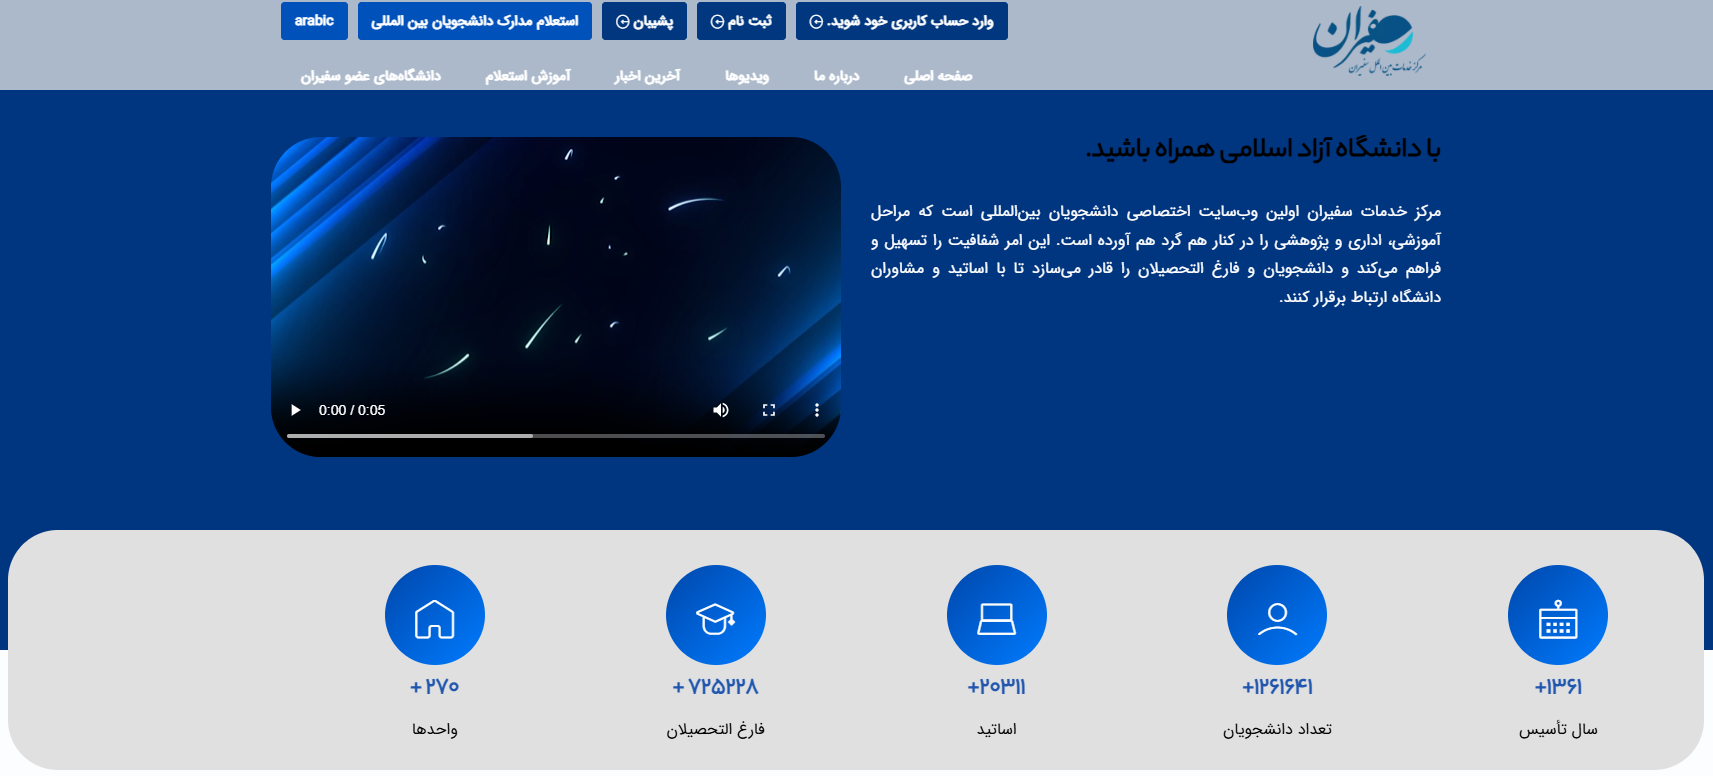 سفیران
مرکز خدمات بین الملل سفیران
وارد حساب کاربری خود شوید.
ثبت نام
پشیبان
استعلام مدارک دانشجویان بین المللی
arabic
صفحه اصلی
درباره ما
ویدیوها
آخرین اخبار
آموزش استعلام
دانشگاه‌های عضو سفیران
با دانشگاه آزاد اسلامی همراه باشید.
مرکز خدمات سفیران اولین وب‌سایت اختصاصی دانشجویان بین‌المللی است که مراحل
آموزشی، اداری و پژوهشی را در کنار هم گرد هم آورده است. این امر شفافیت را تسهیل و
فراهم می‌کند و دانشجویان و فارغ التحصیلان را قادر می‌سازد تا با اساتید و مشاوران
دانشگاه ارتباط برقرار کنند.
0:00 / 0:05
+۱۳۶۱
سال تأسیس
+۱۲۶۱۶۴۱
تعداد دانشجویان
+۲۰۳۱۱
اساتید
+ ۷۲۵۲۲۸
فارغ التحصیلان
+ ۲۷۰
واحدها